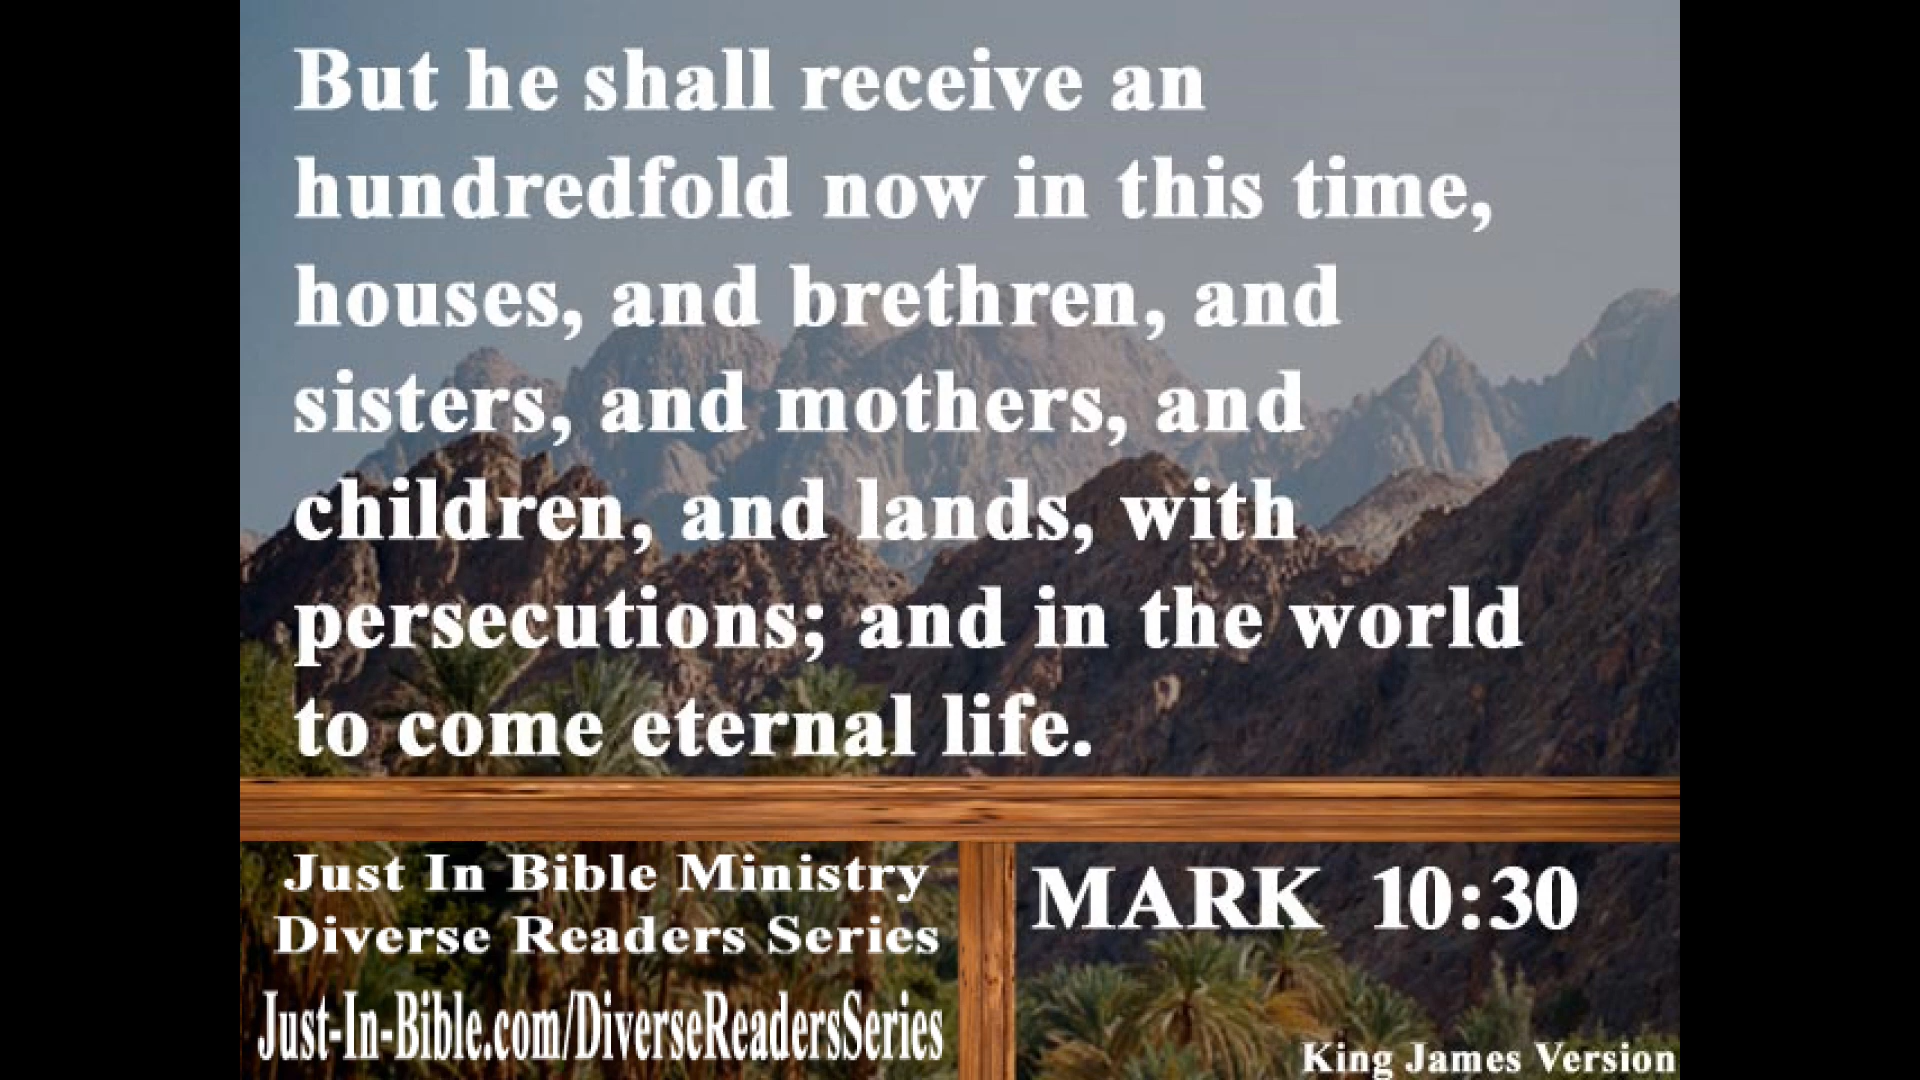 But he shall receive an
hundredfold now in this time,
houses, and brethren, and
sisters, and mothers, and
children, and lands, with
persecutions; and in the world
to come eternal life.
Just In Bible Ministry
Diverse Readers Series
Just-In-Bible.com/DiverseReadersSeries
MARK 10:30
King James Version